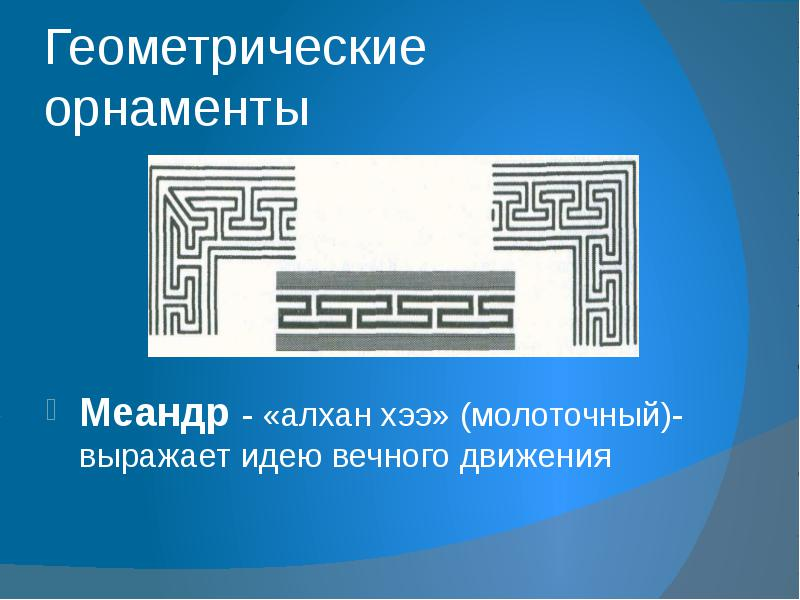 Геометрические
орнаменты
Меандр - «алхан хээ» (молоточный)-
выражает идею вечного движения